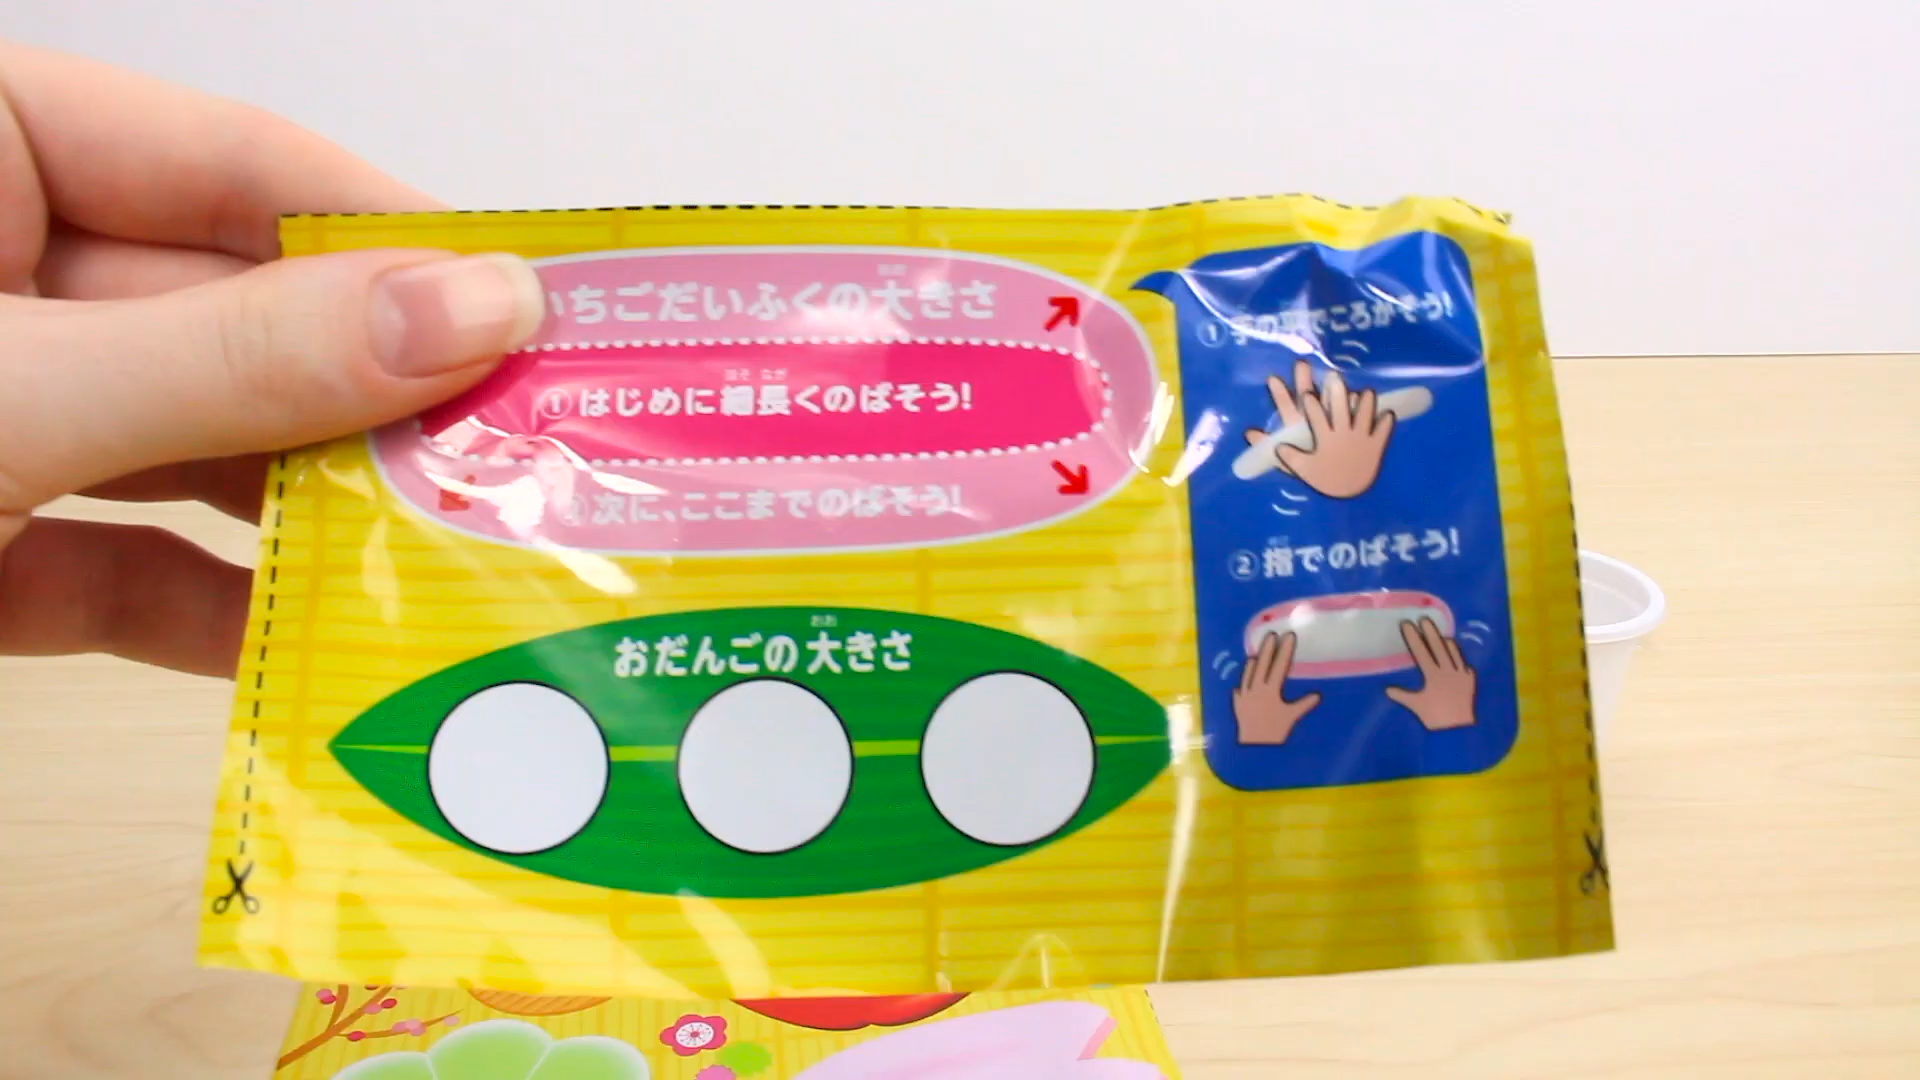 いちごだいふくの大きさ
①はじめに細長くのばそう!
②次に、ここまでのばそう!
おだんごの大きさ
①手の平でころがそう!
②指でのばそう!